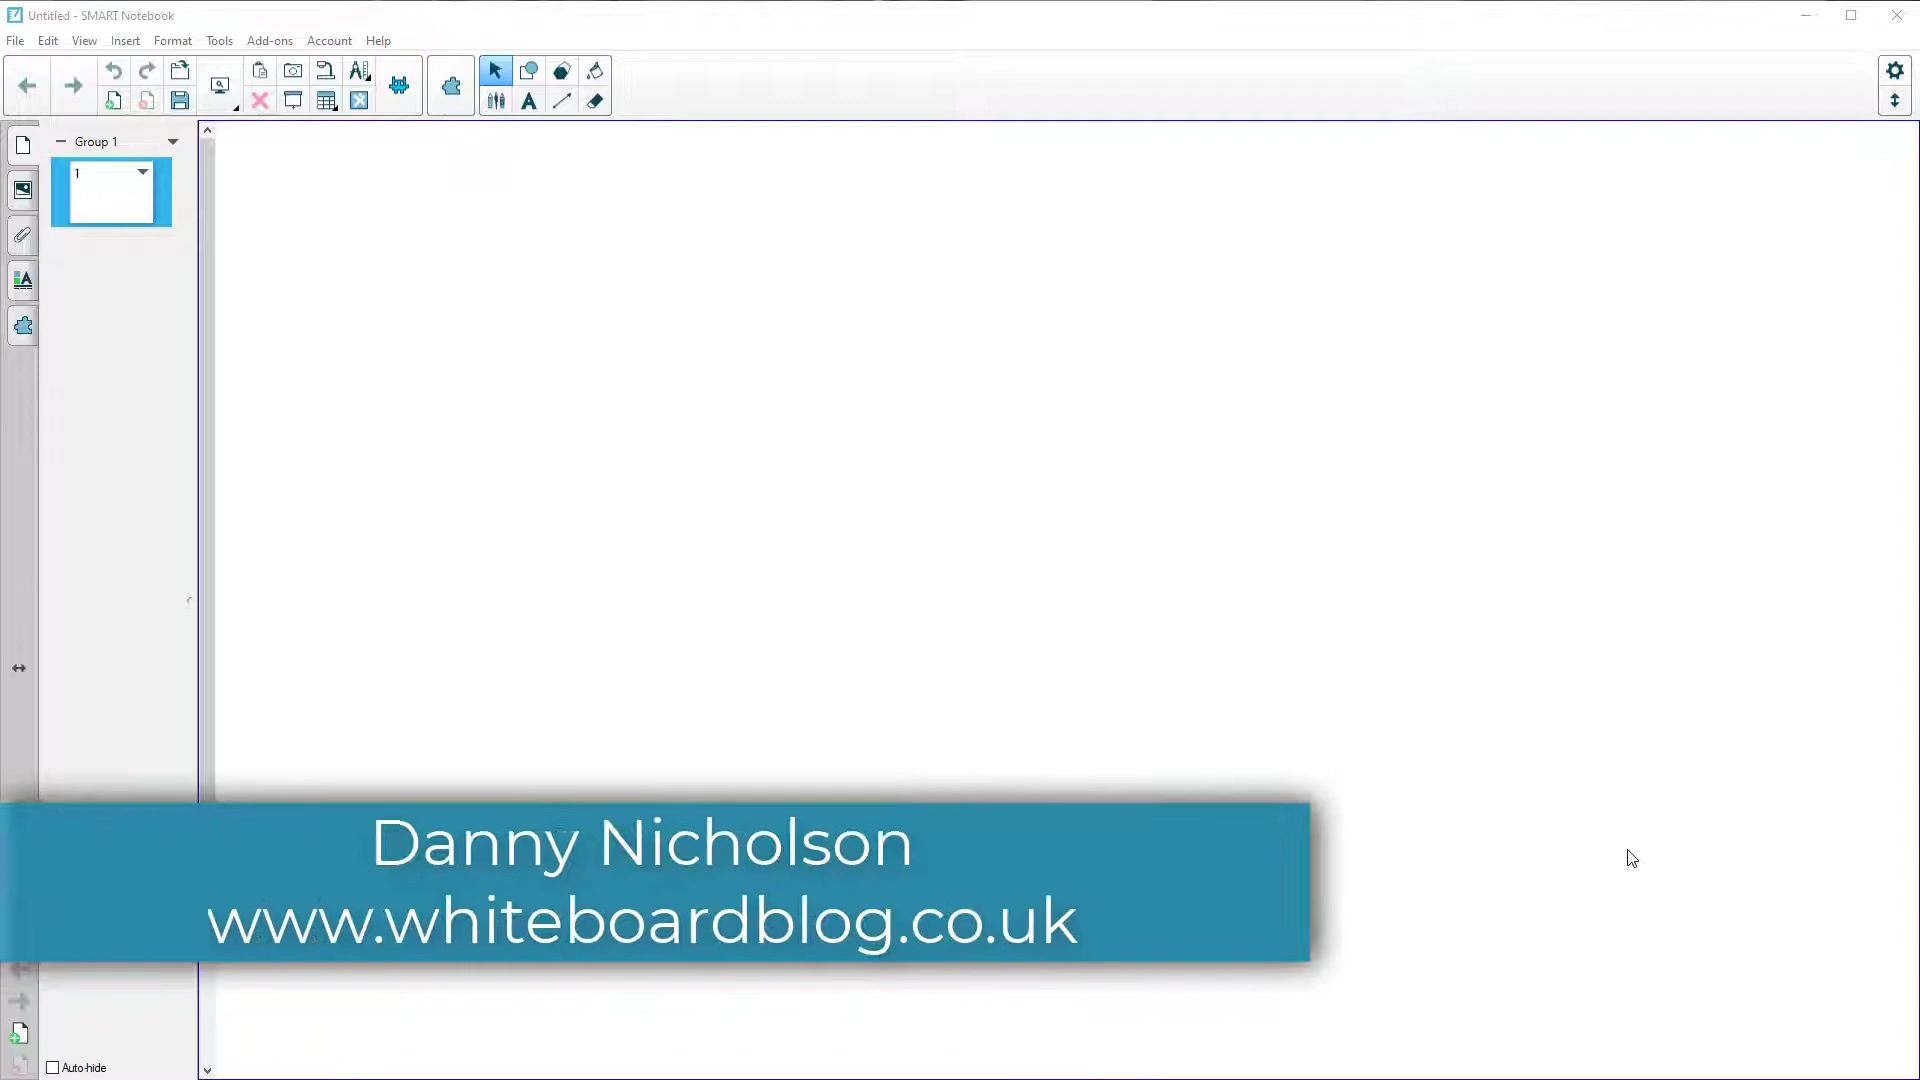 Untitled - SMART Notebook
File Edit View Insert Format Tools Add-ons Account Help
Group 1
1
Danny Nicholson
www.whiteboardblog.co.uk
Auto-hide